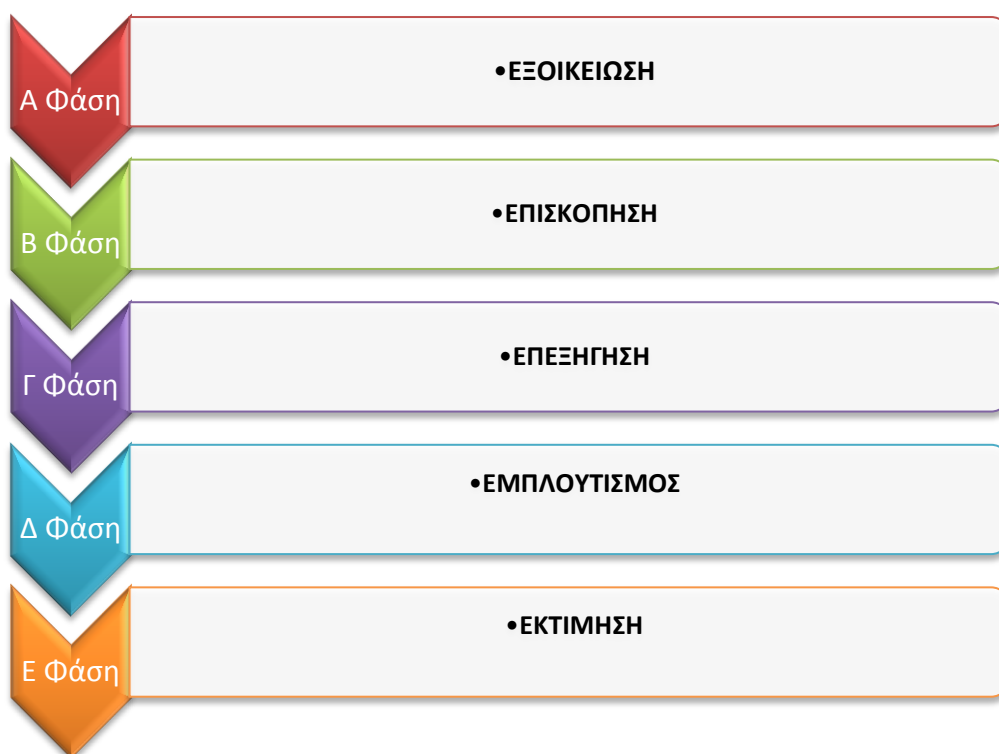 Α Φάση
•ΕΞΟΙΚΕΙΩΣΗ
Β Φάση
•ΕΠΙΣΚΟΠΗΣΗ
Γ Φάση
•ΕΠΕΞΗΓΗΣΗ
Δ Φάση
•ΕΜΠΛΟΥΤΙΣΜΟΣ
Ε Φάση
•ΕΚΤΙΜΗΣΗ